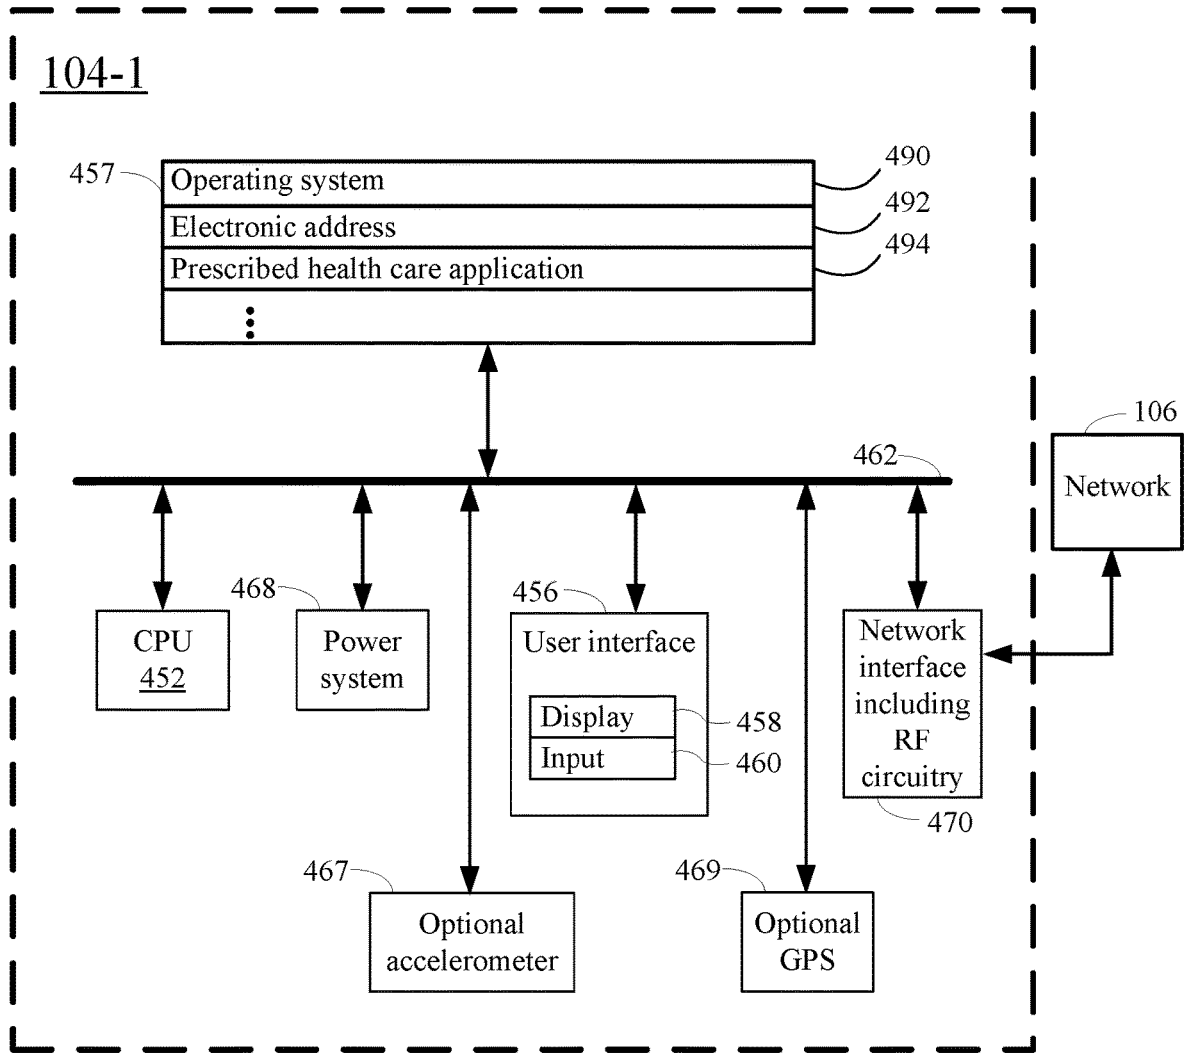 104-1
457
490
Operating system
492
Electronic address
494
Prescribed health care application
462
106
Network
468
456
CPU
452
Power
system
User interface
Display
458
Input
460
Network
interface
including
RF
circuitry
470
467
469
Optional
accelerometer
Optional
GPS